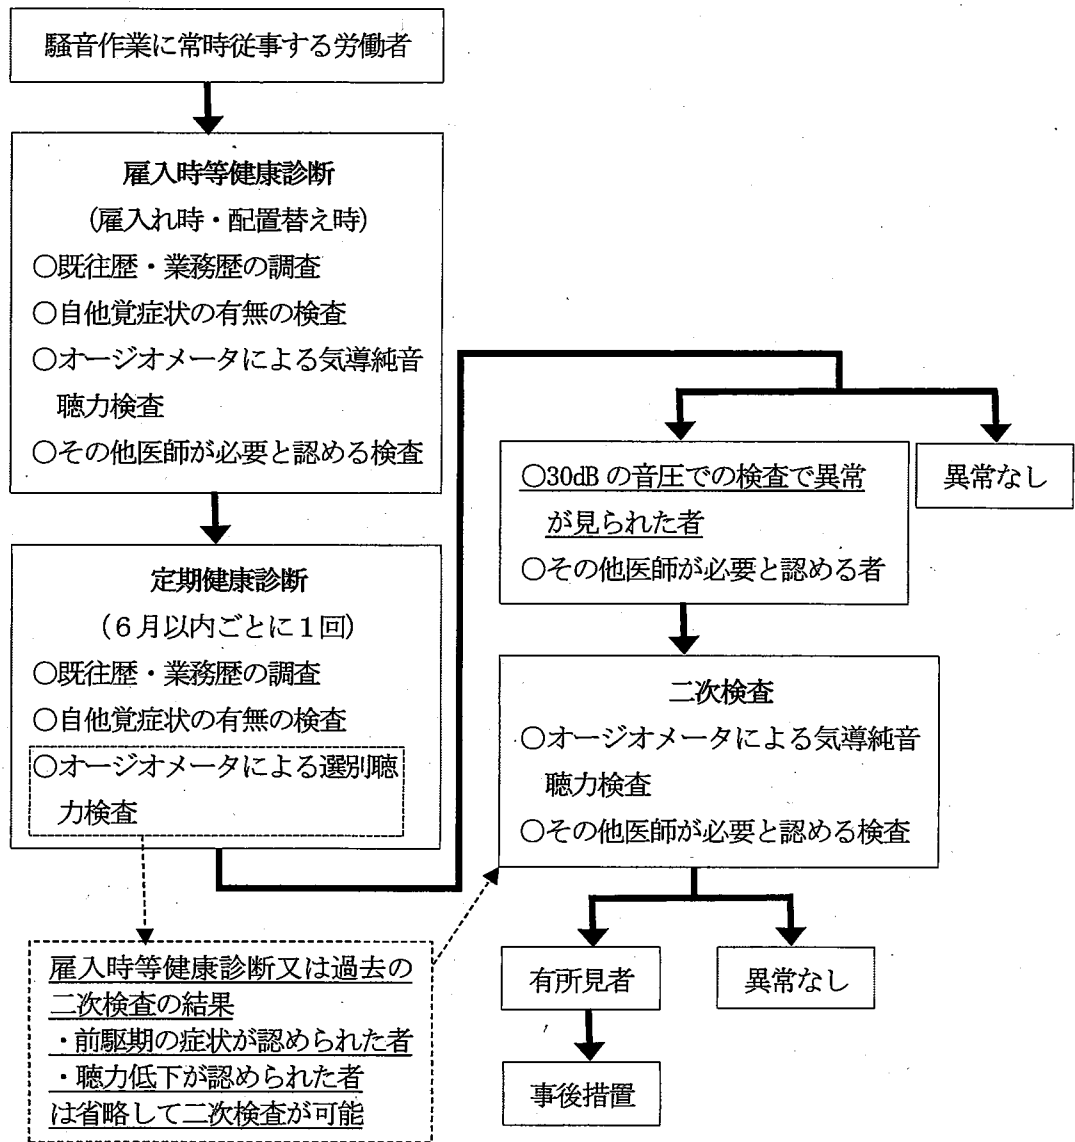 騒音作業に常時従事する労働者
雇入時等健康診断
(雇入れ時・配置替え時)
○既往歴・業務歴の調査
○自他覚症状の有無の検査
○オージオメータによる気導純音
聴力検査
○その他医師が必要と認める検査
定期健康診断
(6月以内ごとに1回)
○既往歴・業務歴の調査
○自他覚症状の有無の検査
○オージオメータによる選別聴
力検査
雇入時等健康診断又は過去の
二次検査の結果
・前駆期の症状が認められた者
・聴力低下が認められた者
は省略して二次検査が可能
○30dBの音圧での検査で異常
が見られた者
○その他医師が必要と認める者
異常なし
二次検査
○オージオメータによる気導純音
聴力検査
○その他医師が必要と認める検査
有所見者
異常なし
事後措置